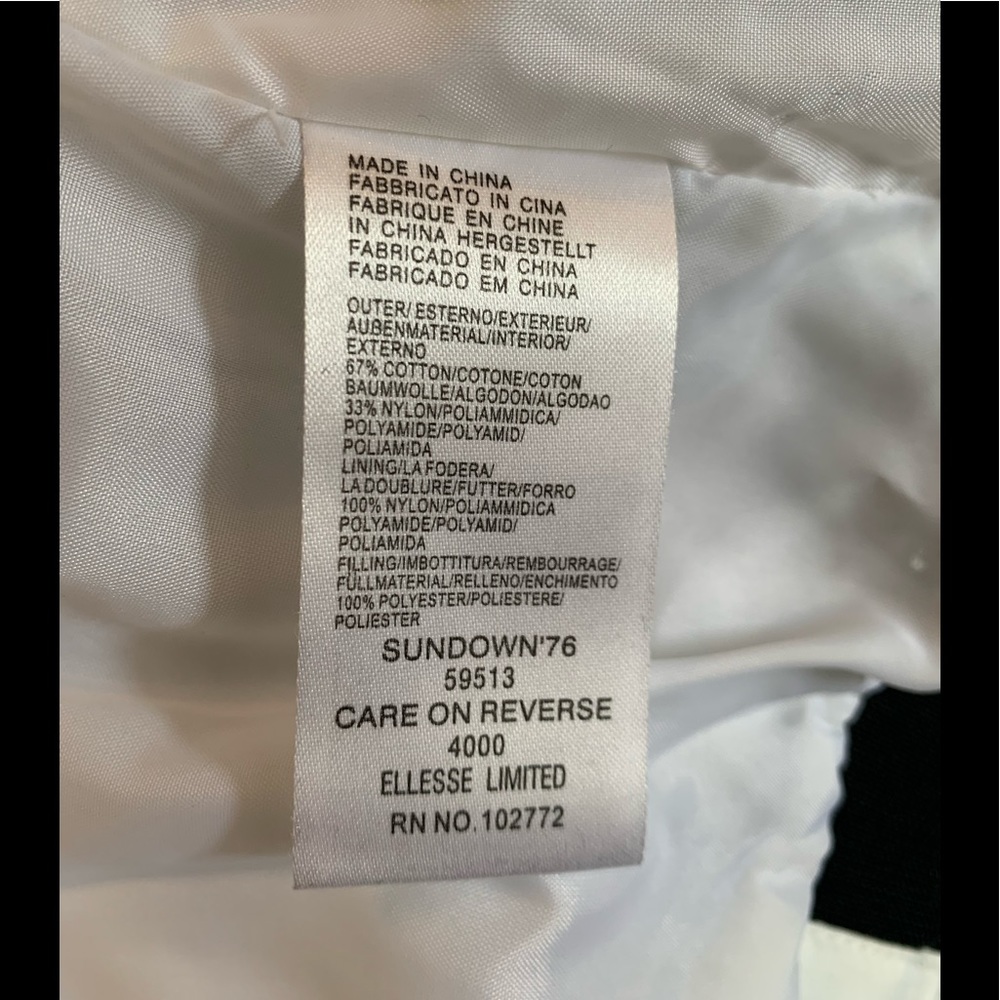 MADE IN CHINA
FABBRICATO IN CINA
FABRIQUE EN CHINE
IN CHINA HERGESTELLT
FABRICADO EN CHINA
FABRICADO EM CHINA
OUTER/ ESTERNO/EXTERIEUR/
AUßENMATERIAL/INTERIOR/
EXTERNO
67% COTTON/COTONE/COTON
BAUMWOLLE/ALGODON/ALGODAO
33% NYLON/POLIAMMIDICA/
POLYAMIDE/POLYAMID/
POLIAMIDA
LINING/LA FODERA/
LA DOUBLURE/FUTTER/FORRO
100% NYLON/POLIAMMIDICA
POLYAMIDE/POLYAMID/
POLIAMIDA
FILLING/IMBOTTITURA/REMBOURRAGE/
FÜLLMATERIAL/RELLENO/ENCHIMENTO
100% POLYESTER/POLIESTERE/
POLIESTER
SUNDOWN'76
59513
CARE ON REVERSE
4000
ELLESSE LIMITED
RN NO. 102772